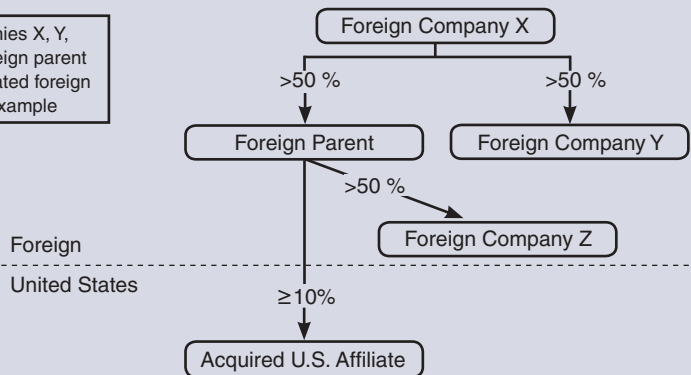 Foreign Company X
nies X, Y,
eign parent
ated foreign
xample
>50 %
>50 %
Foreign Parent
Foreign Company Y
>50 %
Foreign Company Z
Foreign
United States
≥10%
Acquired U.S. Affiliate